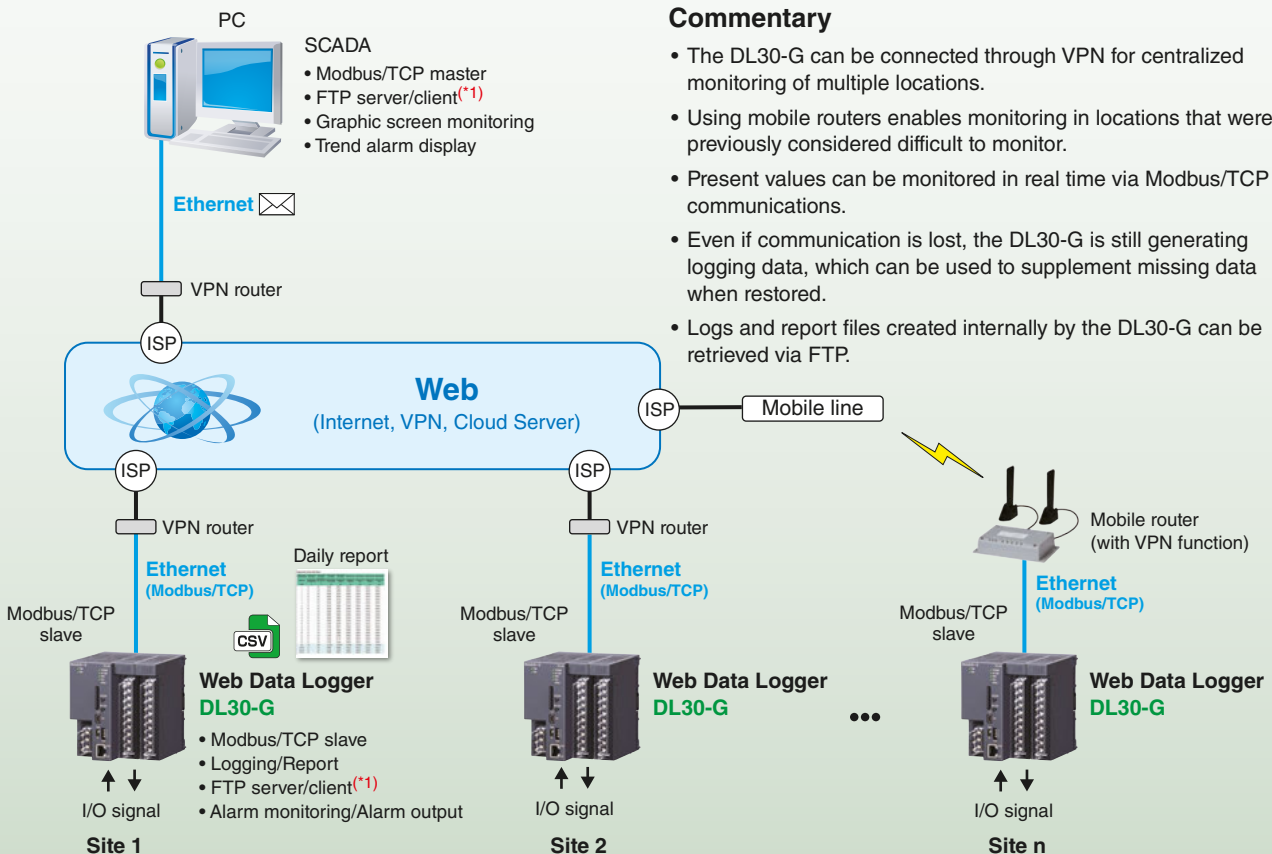 PC
SCADA
• Modbus/TCP master
• FTP server/client(*1)
• Graphic screen monitoring
• Trend alarm display
Commentary
• The DL30-G can be connected through VPN for centralized
monitoring of multiple locations.
• Using mobile routers enables monitoring in locations that were
previously considered difficult to monitor.
• Present values can be monitored in real time via Modbus/TCP
communications.
• Even if communication is lost, the DL30-G is still generating
logging data, which can be used to supplement missing data
when restored.
• Logs and report files created internally by the DL30-G can be
retrieved via FTP.
Ethernet
VPN router
ISP
Web
(Internet, VPN, Cloud Server)
ISP
Mobile line
ISP
ISP
VPN router
VPN router
Mobile router
(with VPN function)
Ethernet
(Modbus/TCP)
Daily report
CSV
Modbus/TCP
slave
Web Data Logger
DL30-G
• Modbus/TCP slave
• Logging/Report
• FTP server/client(*1)
• Alarm monitoring/Alarm output
I/O signal
Site 1
Ethernet
(Modbus/TCP)
Modbus/TCP
slave
Web Data Logger
DL30-G
I/O signal
Site 2
•••
Ethernet
(Modbus/TCP)
Modbus/TCP
slave
Web Data Logger
DL30-G
I/O signal
Site n